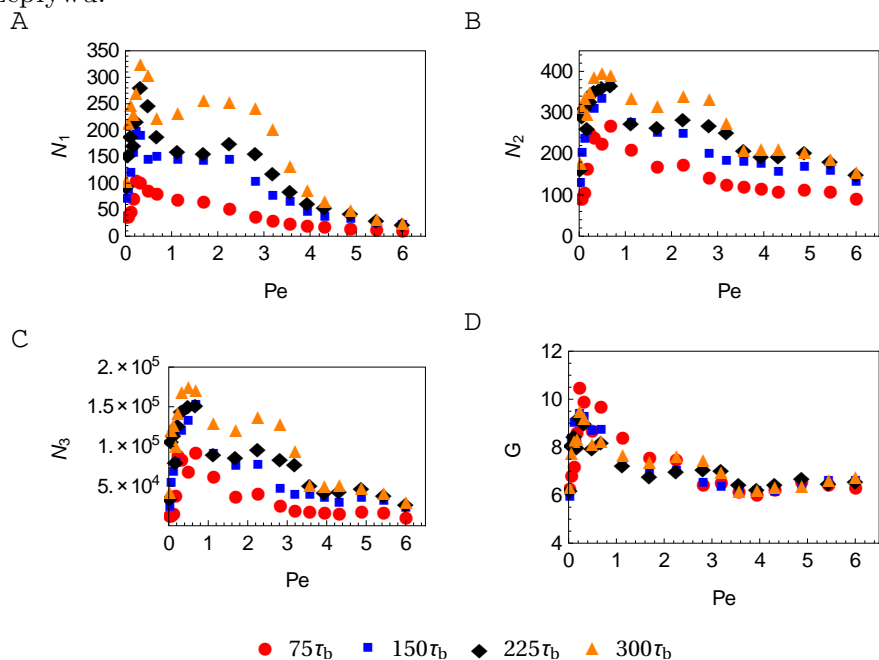 A
B
350
300
250
200
150
100
50
0
N1
0 1 2 3 4 5 6
Pe
400
300
200
100
0
N2
0 1 2 3 4 5 6
Pe
C
D
2. × 10^5
1.5 × 10^5
1. × 10^5
5. × 10^4
N3
0 1 2 3 4 5 6
Pe
12
10
8
6
4
G
0 1 2 3 4 5 6
Pe
75τb 150τb 225τb 300τb